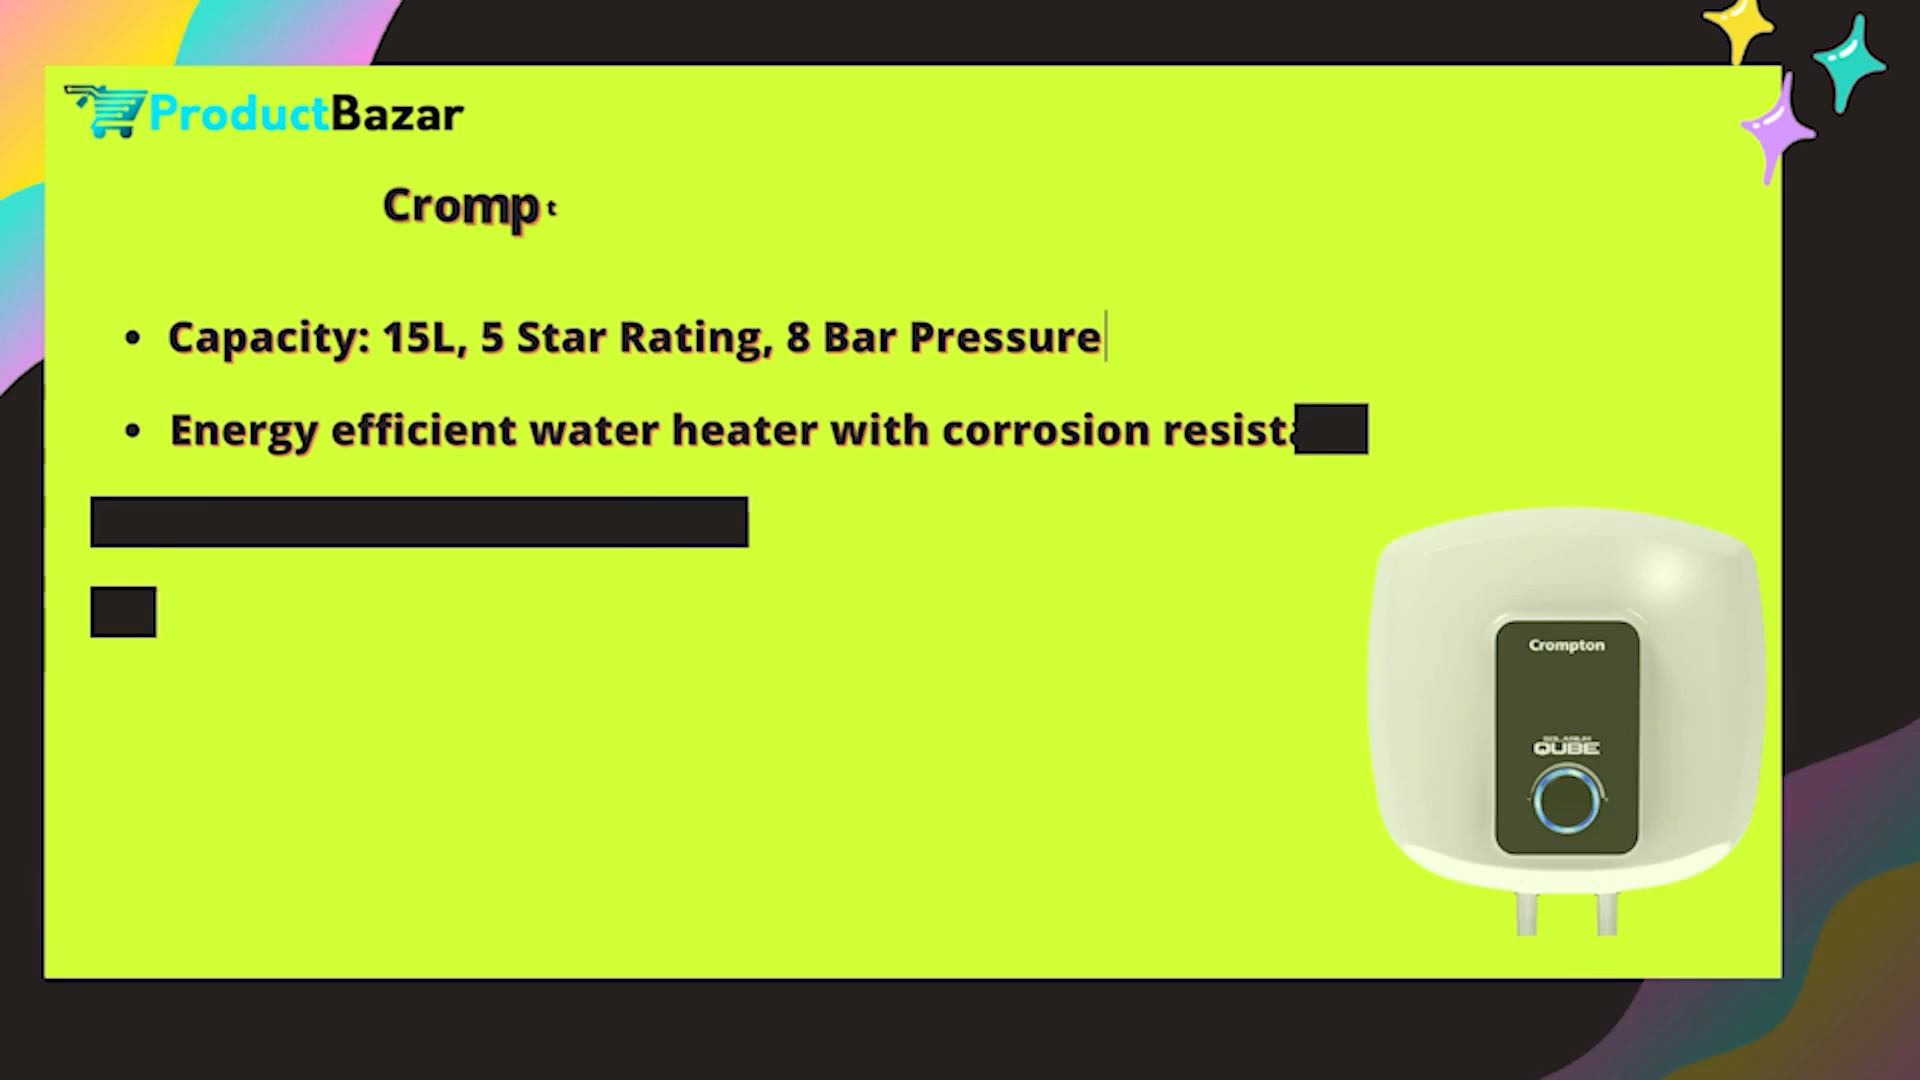 ProductBazar
Cromp t
• Capacity: 15L, 5 Star Rating, 8 Bar Pressure
• Energy efficient water heater with corrosion resist
Crompton
SOLARIUM
QUBE